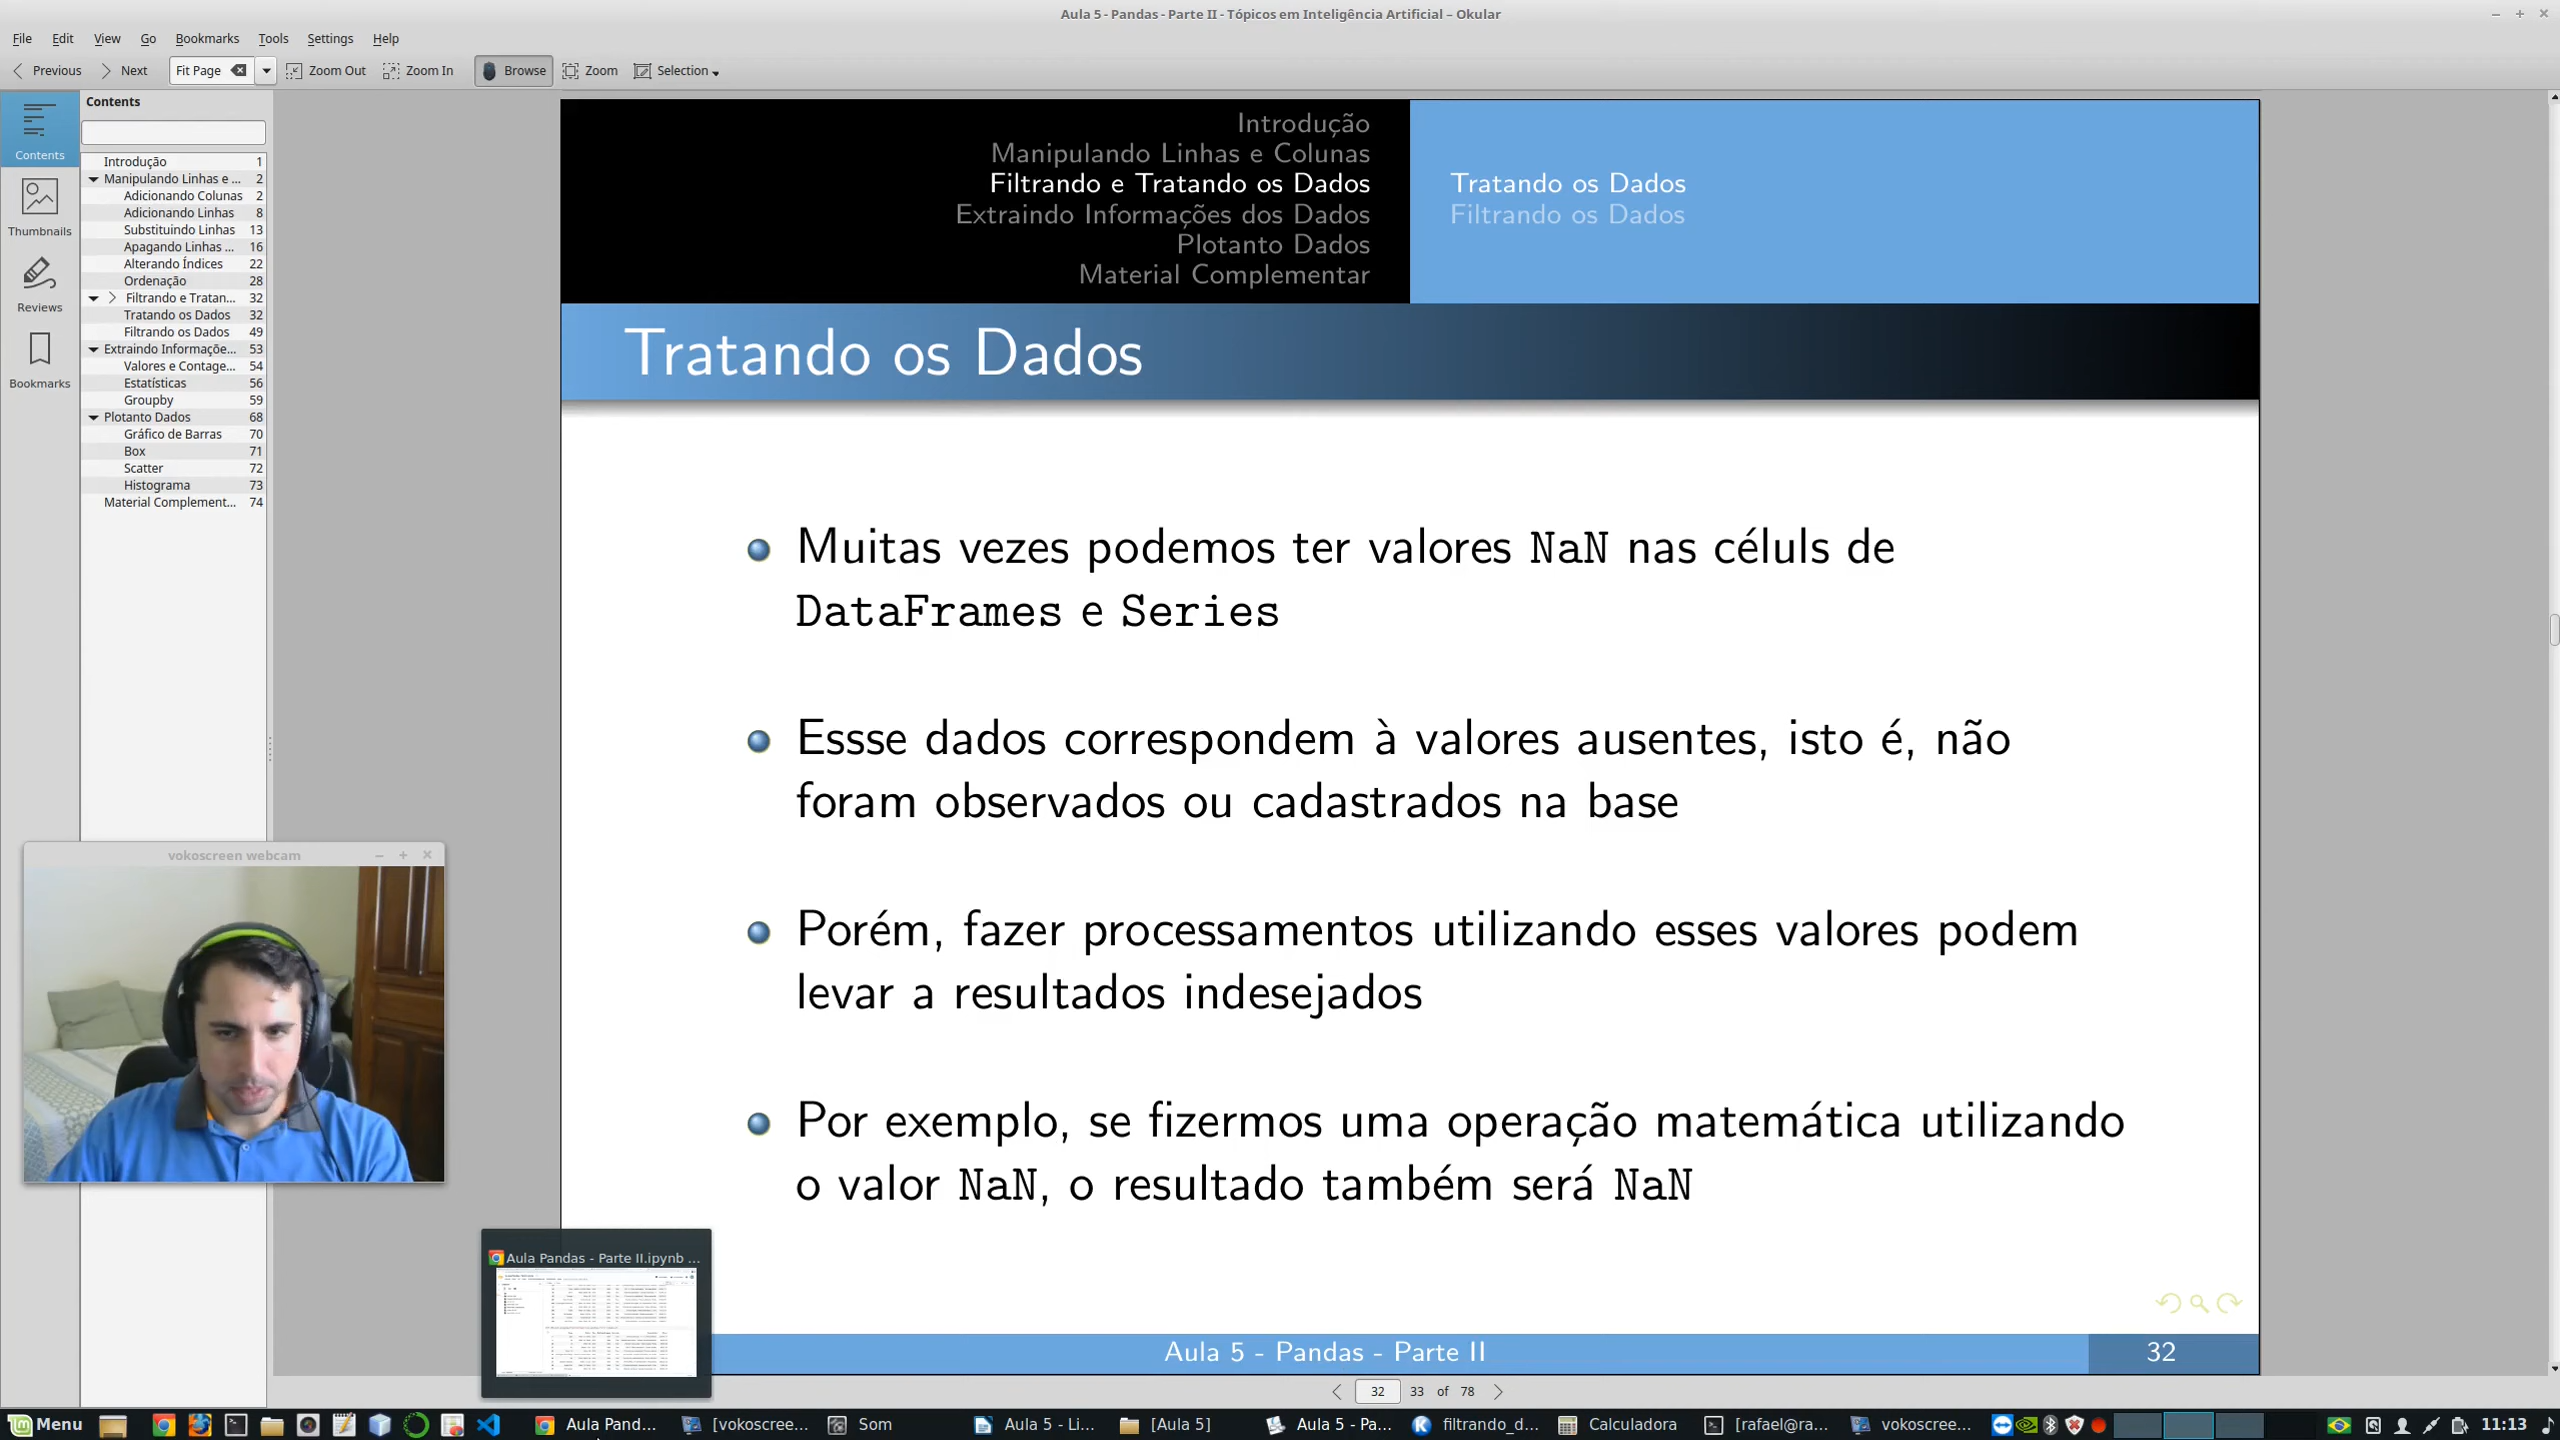 Aula 5 - Pandas - Parte II - Tópicos em Inteligência Artificial – Okular
File Edit View Go Bookmarks Tools Settings Help
Previous Next Fit Page Zoom Out Zoom In Browse Zoom Selection
Contents
Contents
Thumbnails
Reviews
Bookmarks
Introdução 1
Manipulando Linhas e ... 2
Adicionando Colunas 2
Adicionando Linhas 8
Substituindo Linhas 13
Apagando Linhas ... 16
Alterando Índices 22
Ordenação 28
Filtrando e Tratan... 32
Tratando os Dados 32
Filtrando os Dados 49
Extraindo Informaçõe... 53
Valores e Contage... 54
Estatísticas 56
Groupby 59
Plotanto Dados 68
Gráfico de Barras 70
Box 71
Scatter 72
Histograma 73
Material Complement... 74
Introdução
Manipulando Linhas e Colunas
Filtrando e Tratando os Dados
Extraindo Informações dos Dados
Plotanto Dados
Material Complementar
Tratando os Dados
Filtrando os Dados
Tratando os Dados
Muitas vezes podemos ter valores NaN nas céluls de
DataFrames e Series
Essse dados correspondem à valores ausentes, isto é, não
foram observados ou cadastrados na base
Porém, fazer processamentos utilizando esses valores podem
levar a resultados indesejados
Por exemplo, se fizermos uma operação matemática utilizando
o valor NaN, o resultado também será NaN
vokoscreen webcam
Aula Pandas - Parte II.ipynb ...
Aula 5 - Pandas - Parte II 32
32 33 of 78
Menu Aula Pand... [vokoscree... Som Aula 5 - Li... [Aula 5] Aula 5 - Pa... filtrando_d... Calculadora [rafael@ra... vokoscree... 11:13